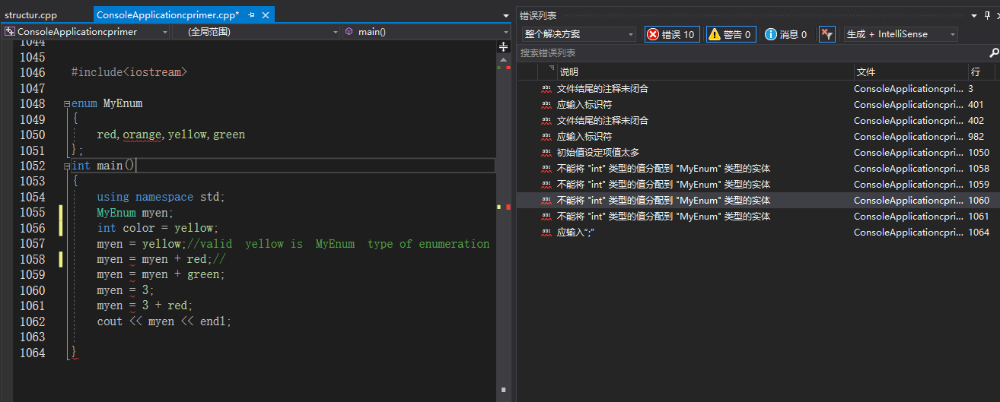 structur.cpp
ConsoleApplicationcprimer.cpp*
ConsoleApplicationcprimer
(全局范围)
main()
1044
1045
1046 #include<iostream>
1047
1048 enum MyEnum
1049 {
1050 red,orange,yellow,green
1051 };
1052 int main()
1053 {
1054 using namespace std;
1055 MyEnum myen;
1056 int color = yellow;
1057 myen = yellow;//valid yellow is MyEnum type of enumeration
1058 myen = myen + red;//
1059 myen = myen + green;
1060 myen = 3;
1061 myen = 3 + red;
1062 cout << myen << endl;
1063
1064 }
错误列表
整个解决方案
错误 10
警告 0
消息 0
生成 + IntelliSense
搜索错误列表
说明 文件 行
abc 文件结尾的注释未闭合 ConsoleApplicationcpri... 3
abc 应输入标识符 ConsoleApplicationcpri... 401
abc 文件结尾的注释未闭合 ConsoleApplicationcpri... 402
abc 应输入标识符 ConsoleApplicationcpri... 982
abc 初始值设定项值太多 ConsoleApplicationcpri... 1050
abc 不能将 "int" 类型的值分配到 "MyEnum" 类型的实体 ConsoleApplicationcpri... 1058
abc 不能将 "int" 类型的值分配到 "MyEnum" 类型的实体 ConsoleApplicationcpri... 1059
abc 不能将 "int" 类型的值分配到 "MyEnum" 类型的实体 ConsoleApplicationcpri... 1060
abc 不能将 "int" 类型的值分配到 "MyEnum" 类型的实体 ConsoleApplicationcpri... 1061
abc 应输入“;” ConsoleApplicationcpri... 1064